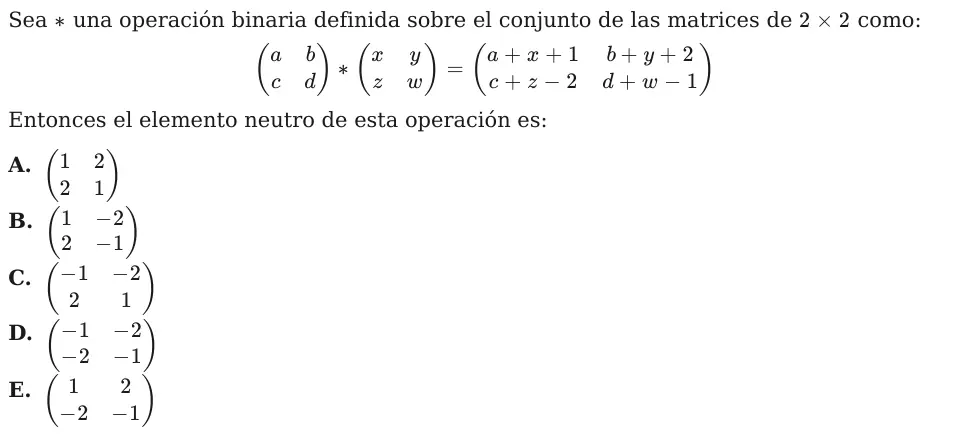 Sea ∗ una operación binaria definida sobre el conjunto de las matrices de 2 × 2 como:
(a b; c d) ∗ (x y; z w) = (a + x + 1 b + y + 2; c + z − 2 d + w − 1)
Entonces el elemento neutro de esta operación es:
A. (1 2; 2 1)
B. (1 −2; 2 −1)
C. (−1 −2; 2 1)
D. (−1 −2; −2 −1)
E. (1 2; −2 −1)